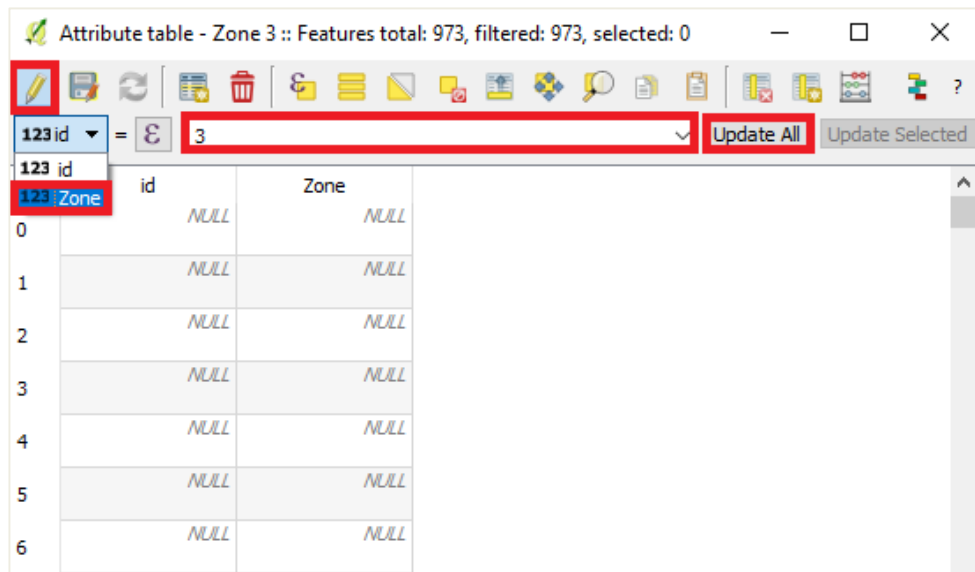 Attribute table - Zone 3 :: Features total: 973, filtered: 973, selected: 0
ε ?
123 id = ε 3 Update All Update Selected
123 id
123 Zone
id Zone
0 NULL NULL
1 NULL NULL
2 NULL NULL
3 NULL NULL
4 NULL NULL
5 NULL NULL
6 NULL NULL